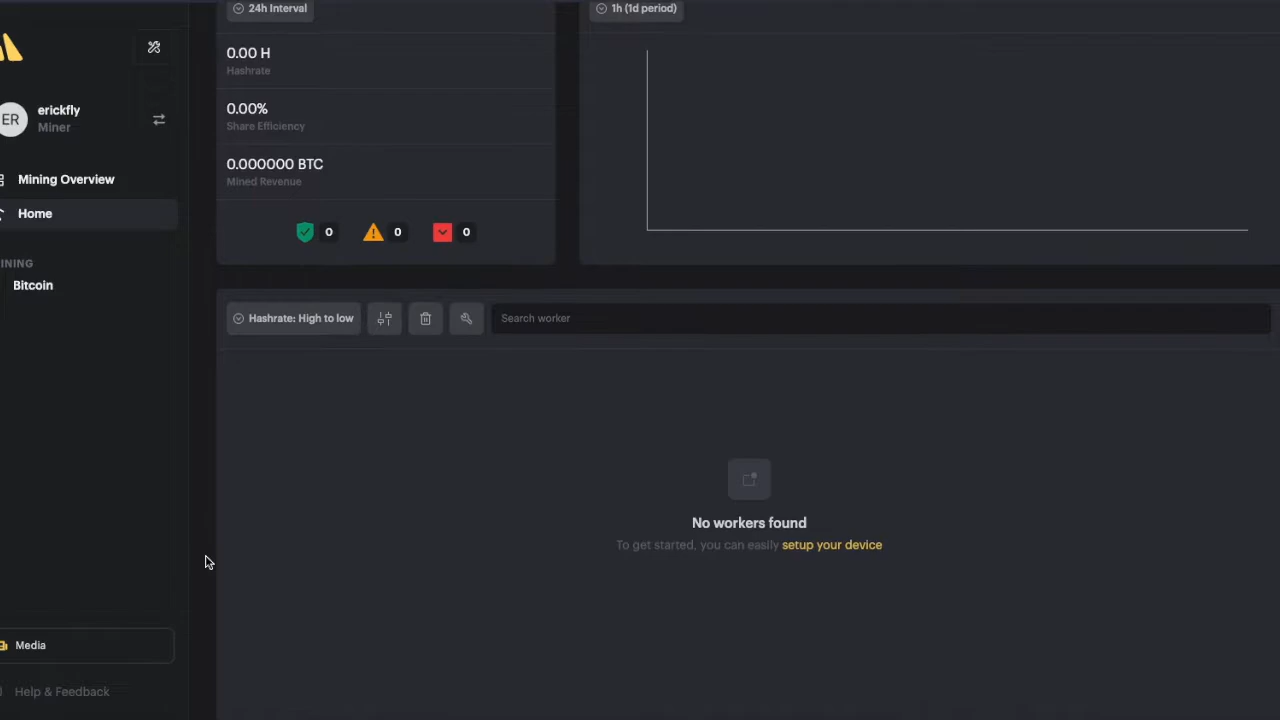 24h Interval
1h (1d period)
0.00 H
Hashrate
0.00%
Share Efficiency
0.000000 BTC
Mined Revenue
0
0
0
ER
erickfly
Miner
Mining Overview
Home
INING
Bitcoin
Hashrate: High to low
Search worker
No workers found
To get started, you can easily setup your device
Media
Help & Feedback